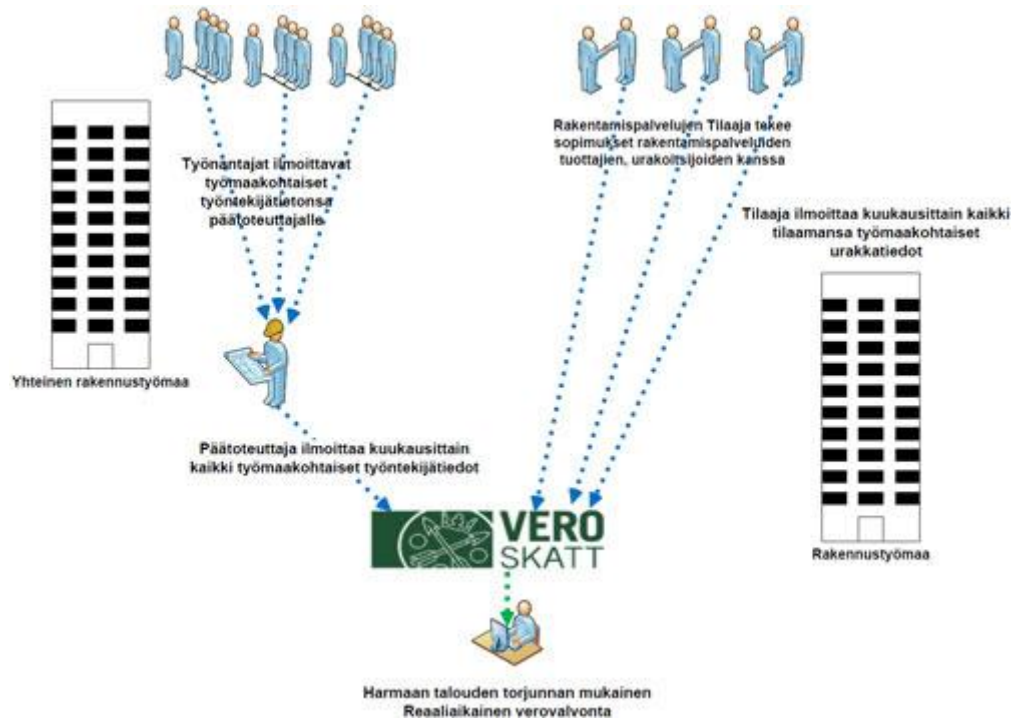 Rakentamispalvelujen Tilaaja tekee
sopimukset rakentamispalveluiden
tuottajien, urakoitsijoiden kanssa
Työnantajat ilmoittavat
työmaakohtaiset
työntekijätietonsa
päätoteuttajalle
Tilaaja ilmoittaa kuukausittain kaikki
tilaamansa työmaakohtaiset
urakkatiedot
Yhteinen rakennustyömaa
Päätoteuttaja ilmoittaa kuukausittain
kaikki työmaakohtaiset työntekijätiedot
VERO
SKATT
Rakennustyömaa
Harmaan talouden torjunnan mukainen
Reaaliaikainen verovalvonta